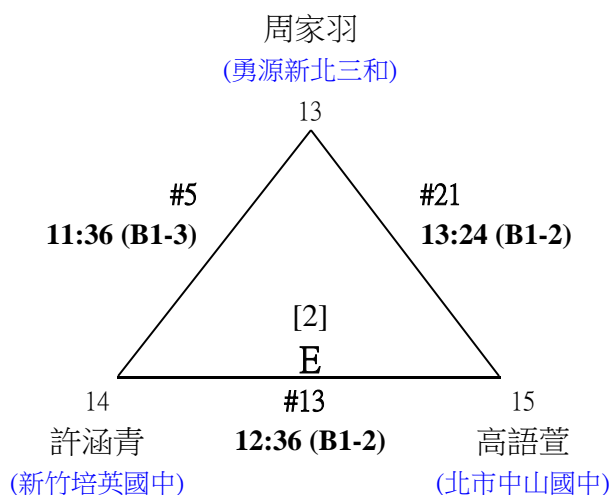 周家羽
(勇源新北三和)
13
#5
#21
11:36 (B1-3)
13:24 (B1-2)
[2]
E
14
#13
15
許涵青
12:36 (B1-2)
高語萱
(新竹培英國中)
(北市中山國中)